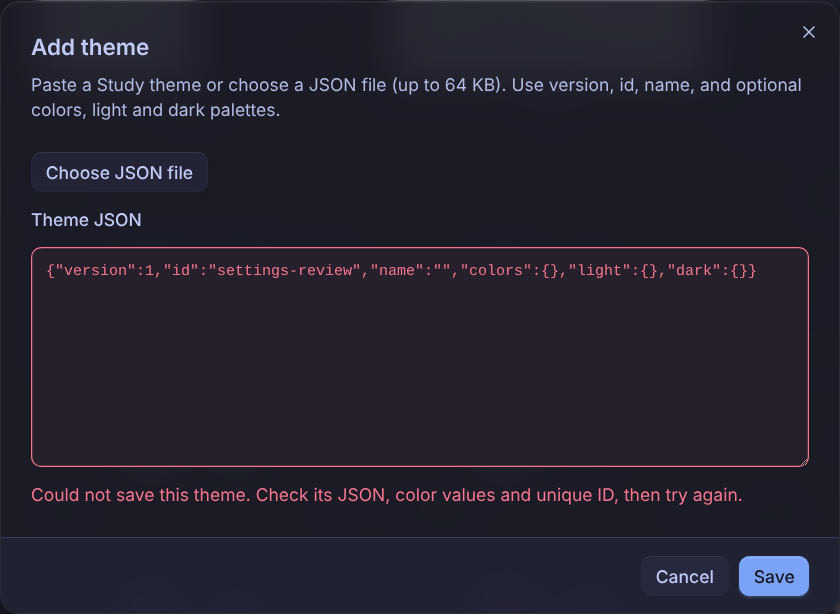 Add theme
Paste a Study theme or choose a JSON file (up to 64 KB). Use version, id, name, and optional
colors, light and dark palettes.
Choose JSON file
Theme JSON
{"version":1,"id":"settings-review","name":"","colors":{},"light":{},"dark":{}}
Could not save this theme. Check its JSON, color values and unique ID, then try again.
Cancel
Save